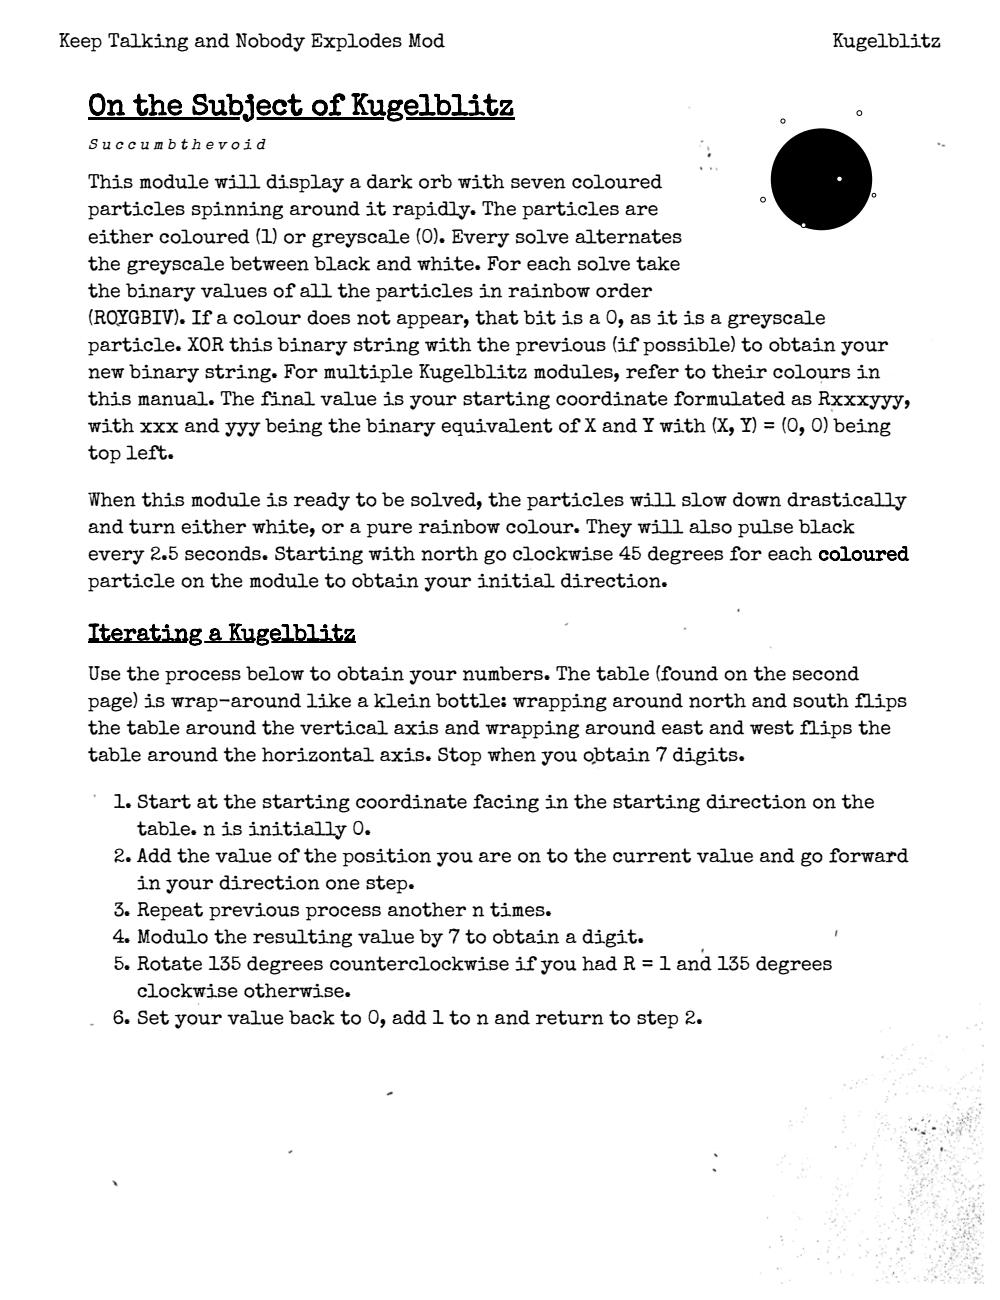 Keep Talking and Nobody Explodes Mod Kugelblitz
On the Subject of Kugelblitz
Succumbthevoid
This module will display a dark orb with seven coloured
particles spinning around it rapidly. The particles are
either coloured (1) or greyscale (0). Every solve alternates
the greyscale between black and white. For each solve take
the binary values of all the particles in rainbow order
(ROYGBIV). If a colour does not appear, that bit is a 0, as it is a greyscale
particle. XOR this binary string with the previous (if possible) to obtain your
new binary string. For multiple Kugelblitz modules, refer to their colours in
this manual. The final value is your starting coordinate formulated as Rxxxyyy,
with xxx and yyy being the binary equivalent of X and Y with (X, Y) = (0, 0) being
top left.
When this module is ready to be solved, the particles will slow down drastically
and turn either white, or a pure rainbow colour. They will also pulse black
every 2.5 seconds. Starting with north go clockwise 45 degrees for each coloured
particle on the module to obtain your initial direction.
Iterating a Kugelblitz
Use the process below to obtain your numbers. The table (found on the second
page) is wrap-around like a klein bottle: wrapping around north and south flips
the table around the vertical axis and wrapping around east and west flips the
table around the horizontal axis. Stop when you obtain 7 digits.
1. Start at the starting coordinate facing in the starting direction on the
table. n is initially 0.
2. Add the value of the position you are on to the current value and go forward
in your direction one step.
3. Repeat previous process another n times.
4. Modulo the resulting value by 7 to obtain a digit.
5. Rotate 135 degrees counterclockwise if you had R = 1 and 135 degrees
clockwise otherwise.
6. Set your value back to 0, add 1 to n and return to step 2.